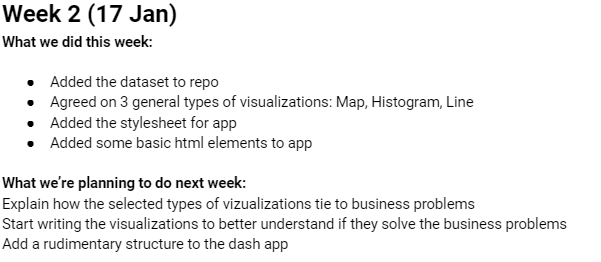 Week 2 (17 Jan)
What we did this week:
● Added the dataset to repo
● Agreed on 3 general types of visualizations: Map, Histogram, Line
● Added the stylesheet for app
● Added some basic html elements to app
What we’re planning to do next week:
Explain how the selected types of vizualizations tie to business problems
Start writing the visualizations to better understand if they solve the business problems
Add a rudimentary structure to the dash app